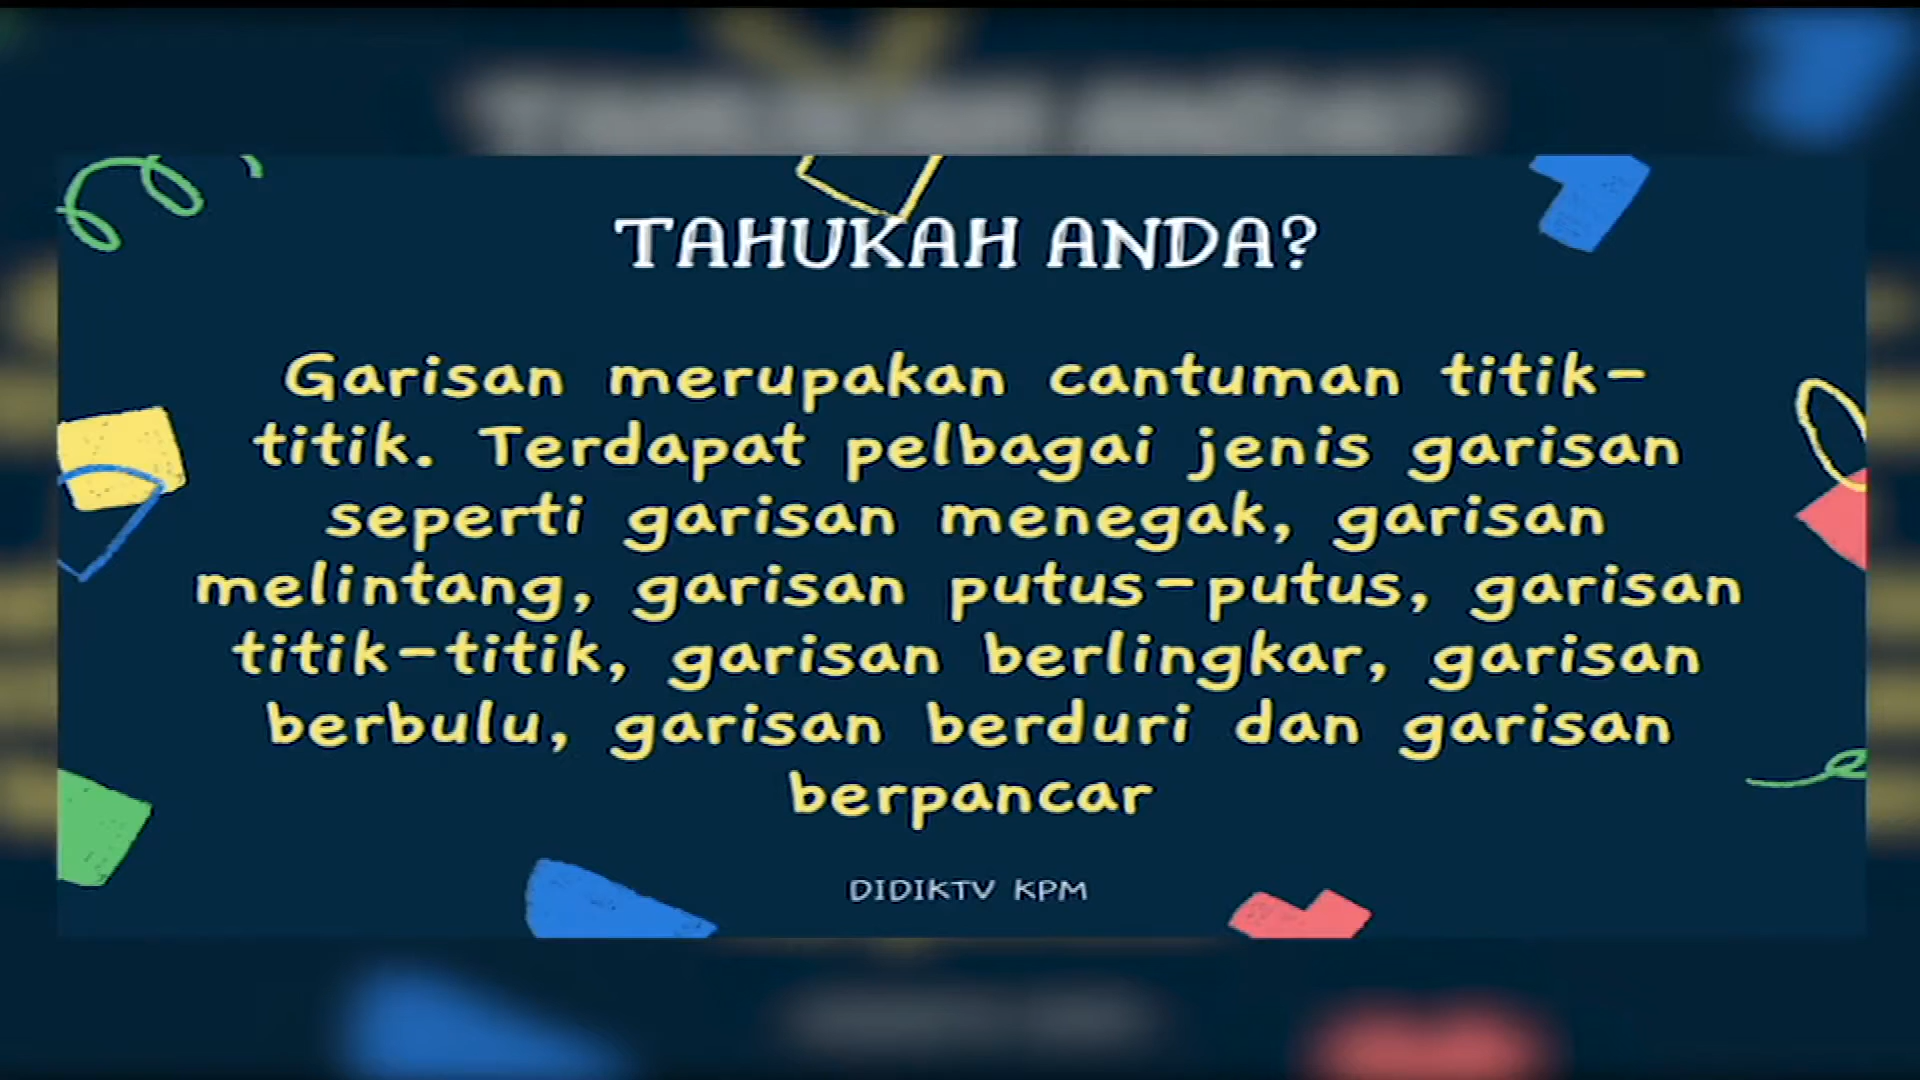 TAHUKAH ANDA?
Garisan merupakan cantuman titik-
titik. Terdapat pelbagai jenis garisan
seperti garisan menegak, garisan
melintang, garisan putus-putus, garisan
titik-titik, garisan berlingkar, garisan
berbulu, garisan berduri dan garisan
berpancar
DIDIKTV KPM